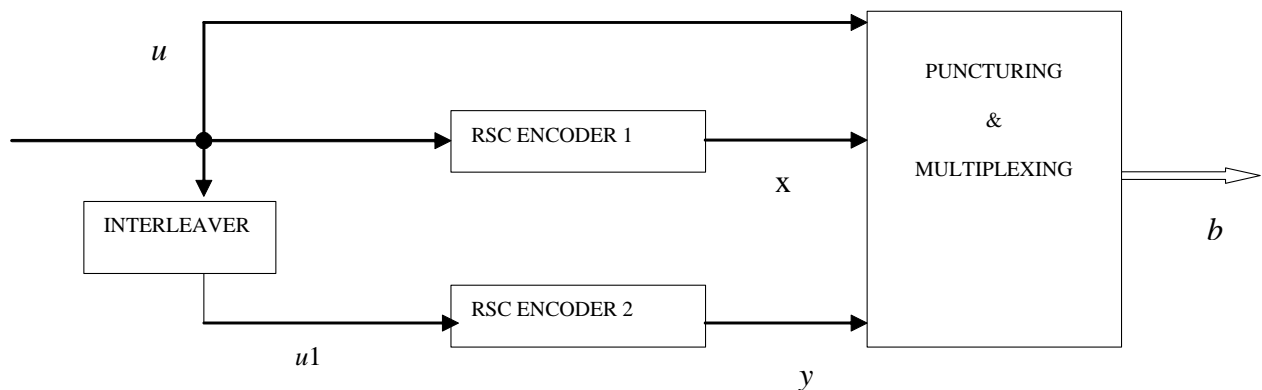 u
PUNCTURING
&
MULTIPLEXING
RSC ENCODER 1
x
INTERLEAVER
b
RSC ENCODER 2
u1
y